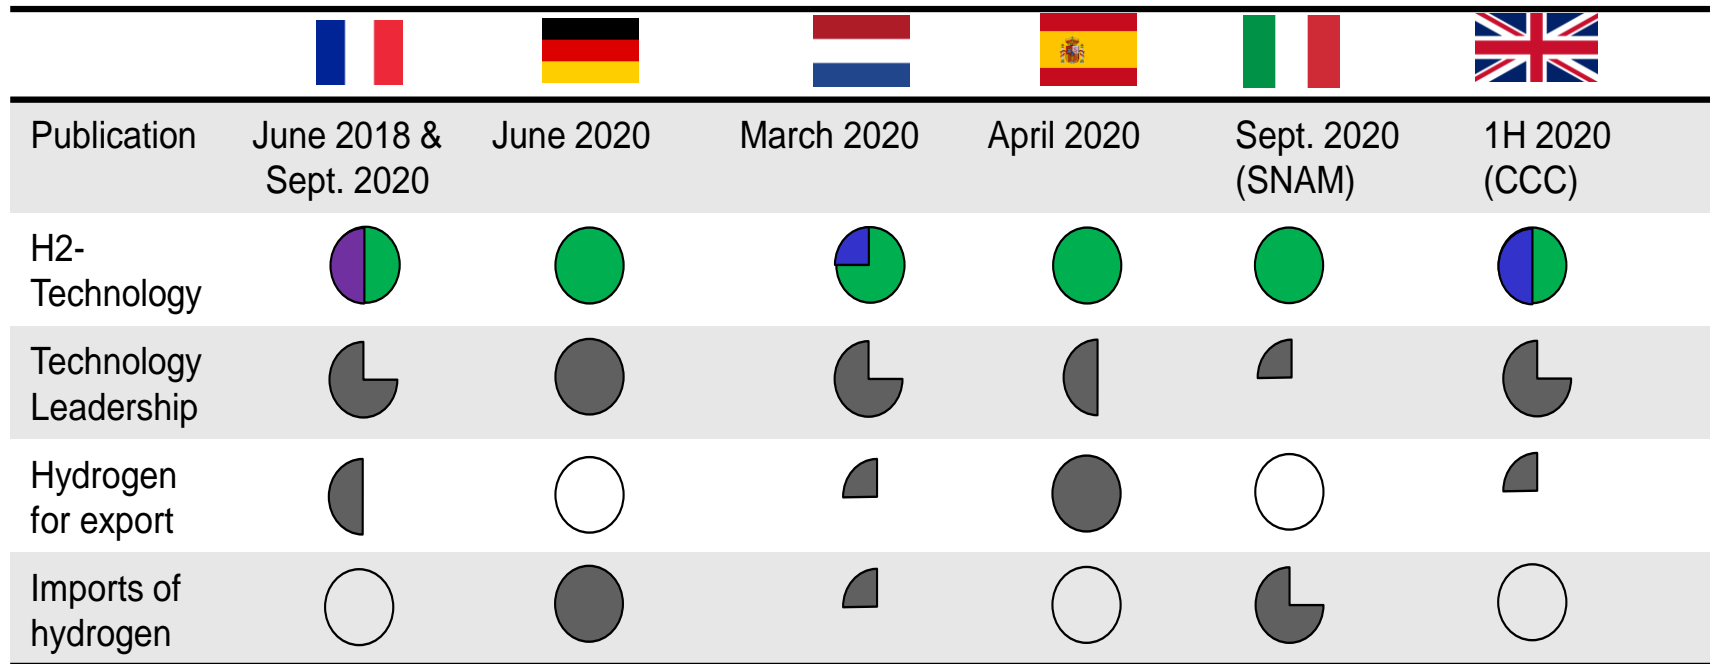 Publication
June 2018 &
Sept. 2020
June 2020
March 2020
April 2020
Sept. 2020
(SNAM)
1H 2020
(CCC)
H2-
Technology
Technology
Leadership
Hydrogen
for export
Imports of
hydrogen